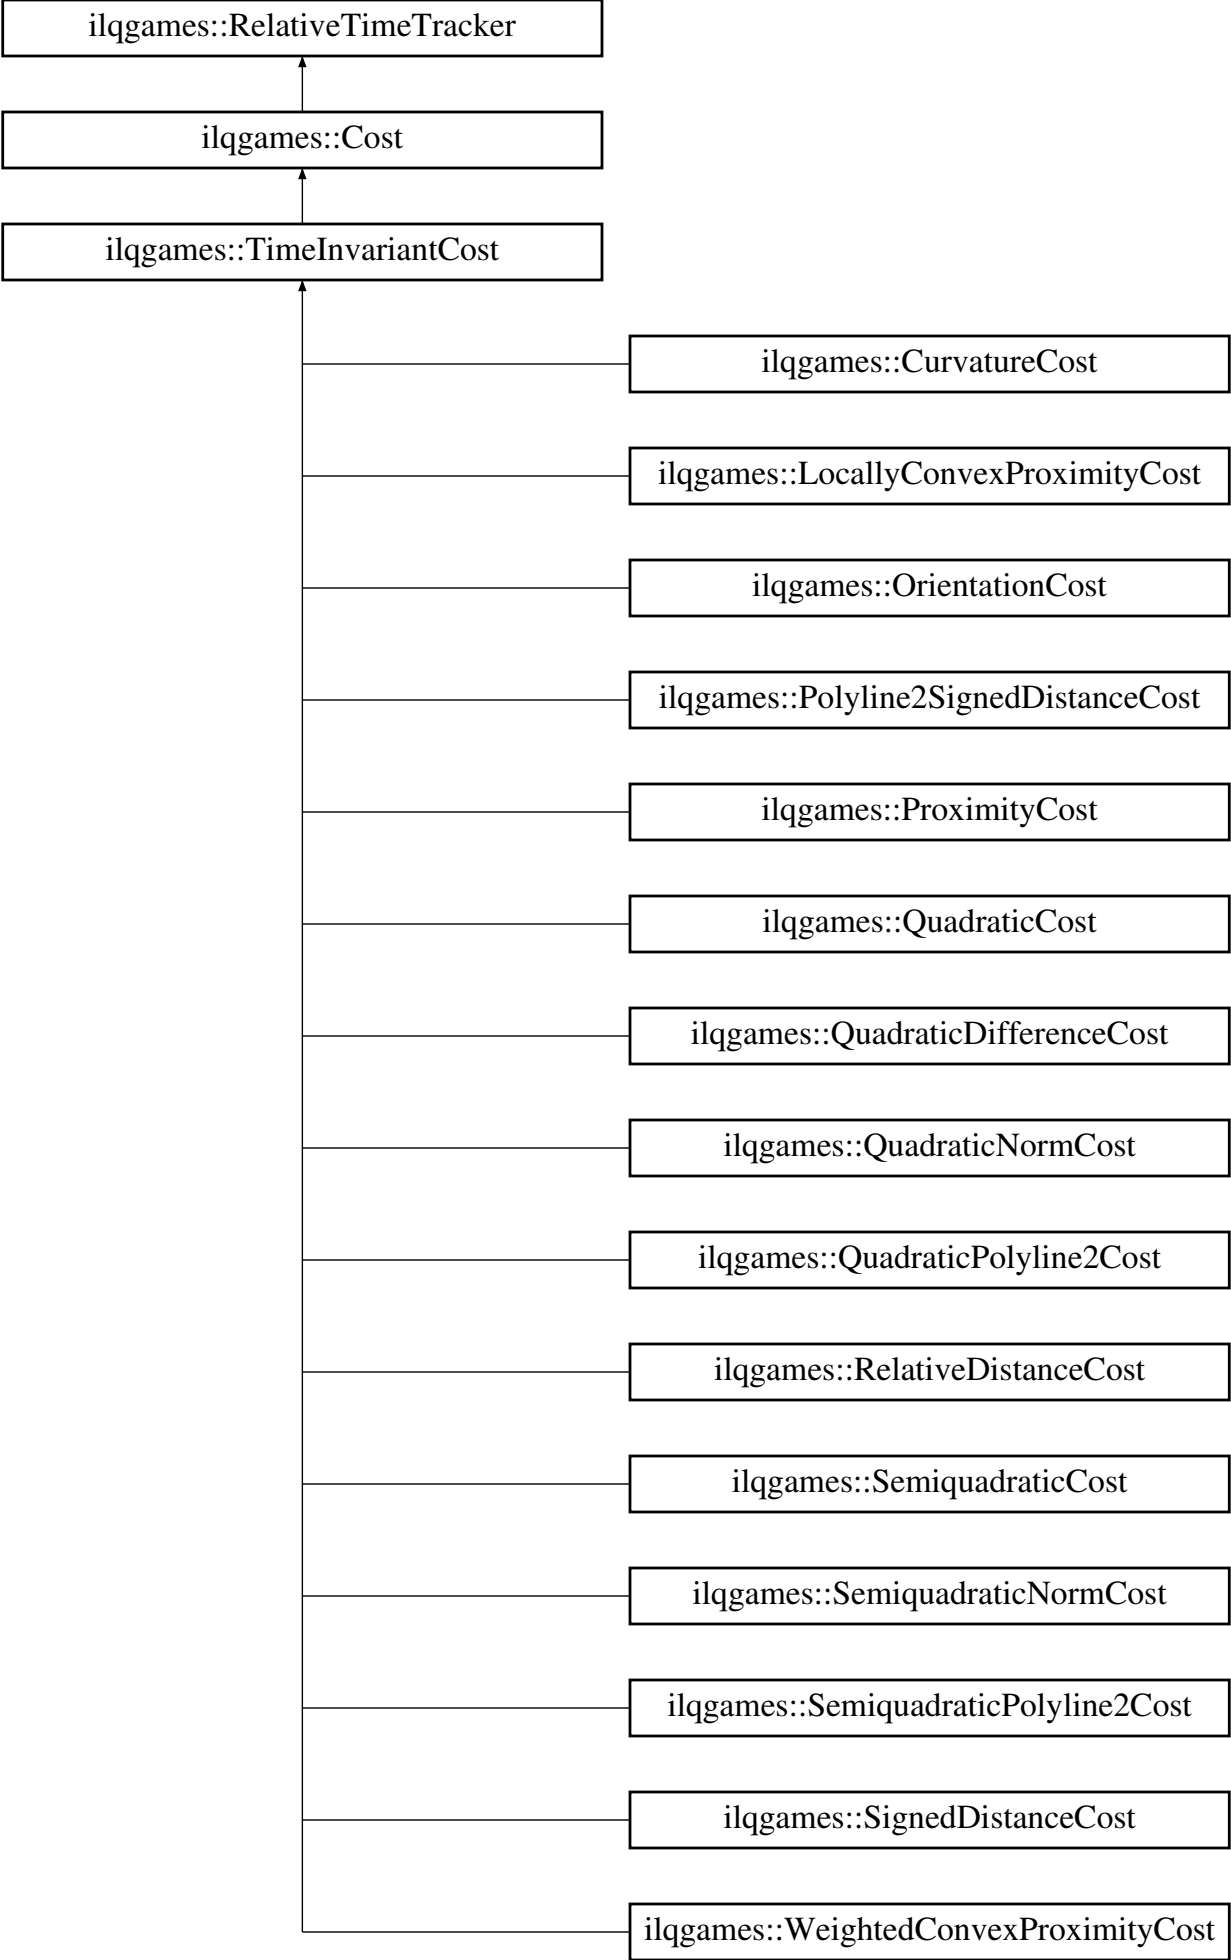 ilqgames::RelativeTimeTracker
ilqgames::Cost
ilqgames::TimeInvariantCost
ilqgames::CurvatureCost
ilqgames::LocallyConvexProximityCost
ilqgames::OrientationCost
ilqgames::Polyline2SignedDistanceCost
ilqgames::ProximityCost
ilqgames::QuadraticCost
ilqgames::QuadraticDifferenceCost
ilqgames::QuadraticNormCost
ilqgames::QuadraticPolyline2Cost
ilqgames::RelativeDistanceCost
ilqgames::SemiquadraticCost
ilqgames::SemiquadraticNormCost
ilqgames::SemiquadraticPolyline2Cost
ilqgames::SignedDistanceCost
ilqgames::WeightedConvexProximityCost